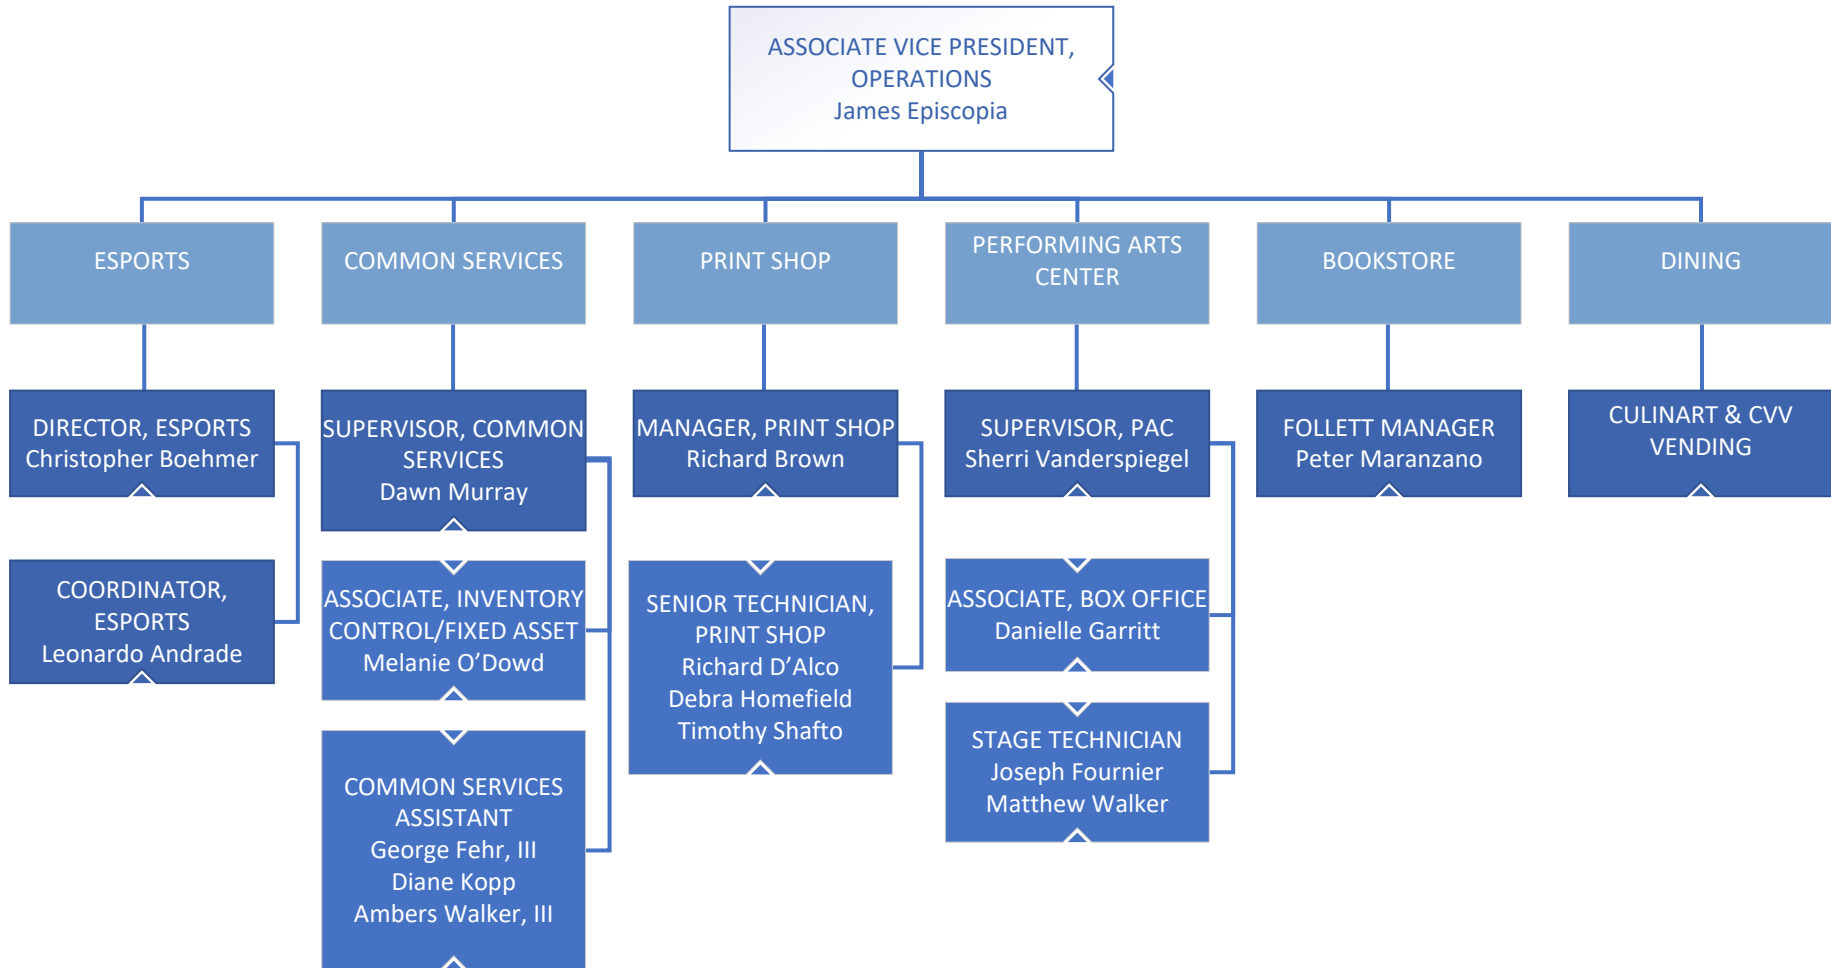 ASSOCIATE VICE PRESIDENT,
OPERATIONS
James Episcopia
ESPORTS
COMMON SERVICES
PRINT SHOP
PERFORMING ARTS
CENTER
BOOKSTORE
DINING
DIRECTOR, ESPORTS
Christopher Boehmer
SUPERVISOR, COMMON
SERVICES
Dawn Murray
MANAGER, PRINT SHOP
Richard Brown
SUPERVISOR, PAC
Sherri Vanderspiegel
FOLLETT MANAGER
Peter Maranzano
CULINART & CVV
VENDING
COORDINATOR,
ESPORTS
Leonardo Andrade
ASSOCIATE, INVENTORY
CONTROL/FIXED ASSET
Melanie O’Dowd
SENIOR TECHNICIAN,
PRINT SHOP
Richard D’Alco
Debra Homefield
Timothy Shafto
ASSOCIATE, BOX OFFICE
Danielle Garritt
COMMON SERVICES
ASSISTANT
George Fehr, III
Diane Kopp
Ambers Walker, III
STAGE TECHNICIAN
Joseph Fournier
Matthew Walker